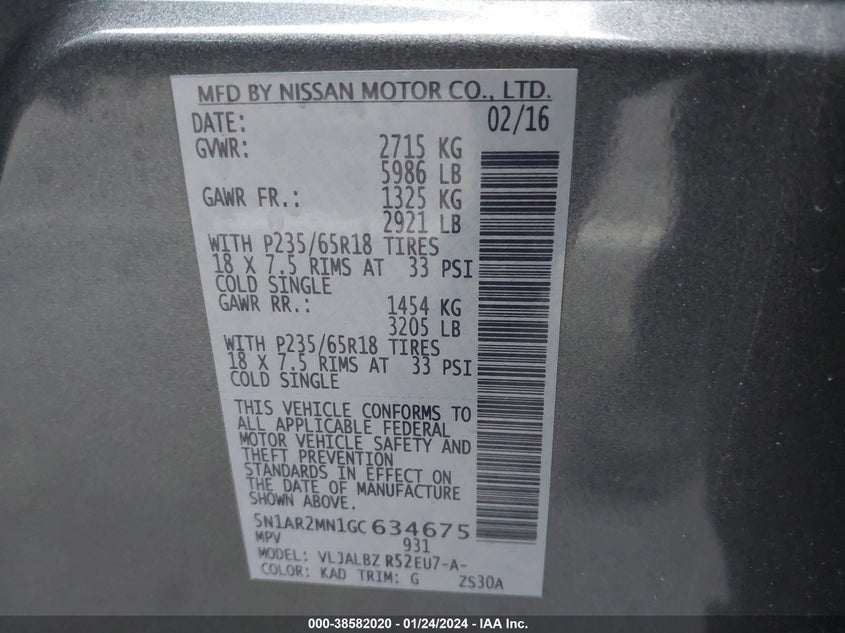 MFD BY NISSAN MOTOR CO., LTD.
DATE: 02/16
GVWR: 2715 KG
5986 LB
GAWR FR.: 1325 KG
2921 LB
WITH P235/65R18 TIRES
18 X 7.5 RIMS AT 33 PSI
COLD SINGLE
GAWR RR.: 1454 KG
3205 LB
WITH P235/65R18 TIRES
18 X 7.5 RIMS AT 33 PSI
COLD SINGLE
THIS VEHICLE CONFORMS TO
ALL APPLICABLE FEDERAL
MOTOR VEHICLE SAFETY AND
THEFT PREVENTION
STANDARDS IN EFFECT ON
THE DATE OF MANUFACTURE
SHOWN ABOVE.
5N1AR2MN1GC634675
MPV 931
MODEL: VLJALBZ R52EU7-A-
COLOR: KAD TRIM: G ZS30A
000-38582020 - 01/24/2024 - IAA Inc.